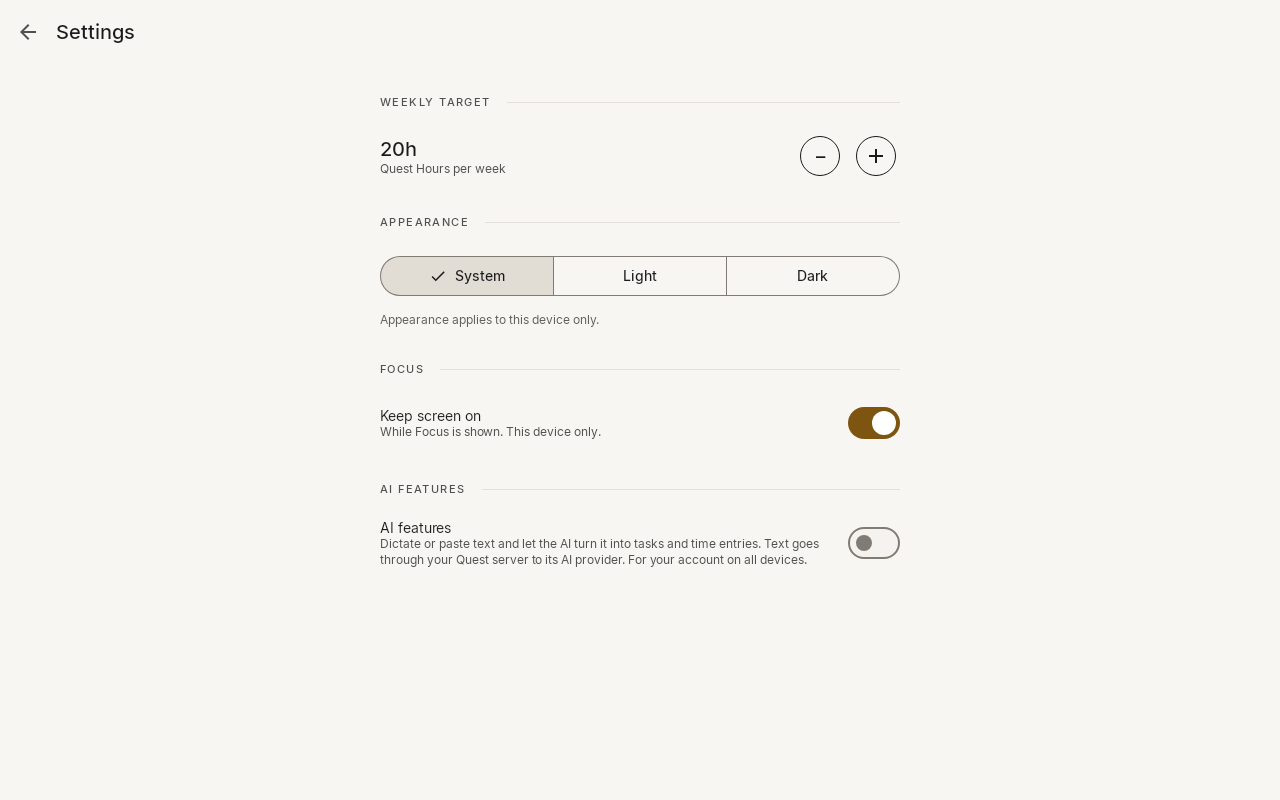 Settings
WEEKLY TARGET
20h
Quest Hours per week
APPEARANCE
System
Light
Dark
Appearance applies to this device only.
FOCUS
Keep screen on
While Focus is shown. This device only.
AI FEATURES
AI features
Dictate or paste text and let the AI turn it into tasks and time entries. Text goes
through your Quest server to its AI provider. For your account on all devices.